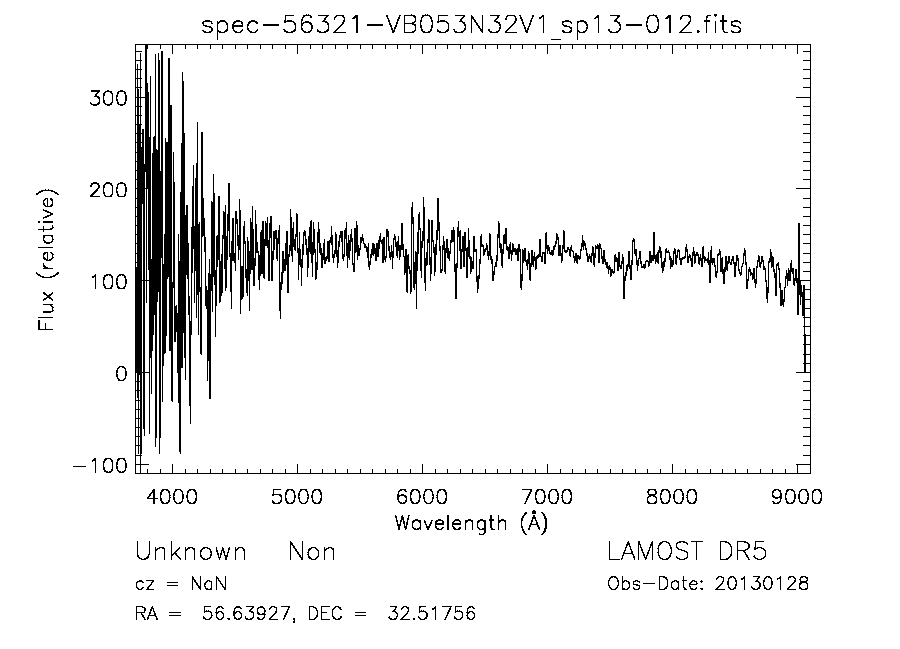 spec-56321-VB053N32V1_sp13-012.fits
300
200
100
0
-100
Flux (relative)
4000 5000 6000 7000 8000 9000
Wavelength (Å)
Unknown Non LAMOST DR5
cz = NaN Obs-Date: 20130128
RA = 56.63927, DEC = 32.51756